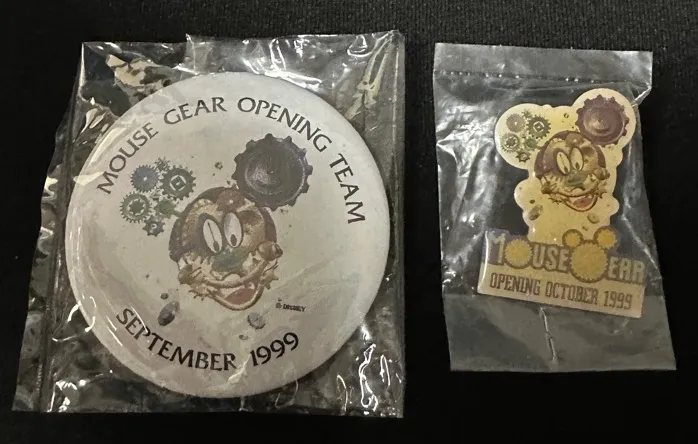 MOUSE GEAR OPENING TEAM
© DISNEY
SEPTEMBER 1999
MOUSE GEAR
OPENING OCTOBER 1999